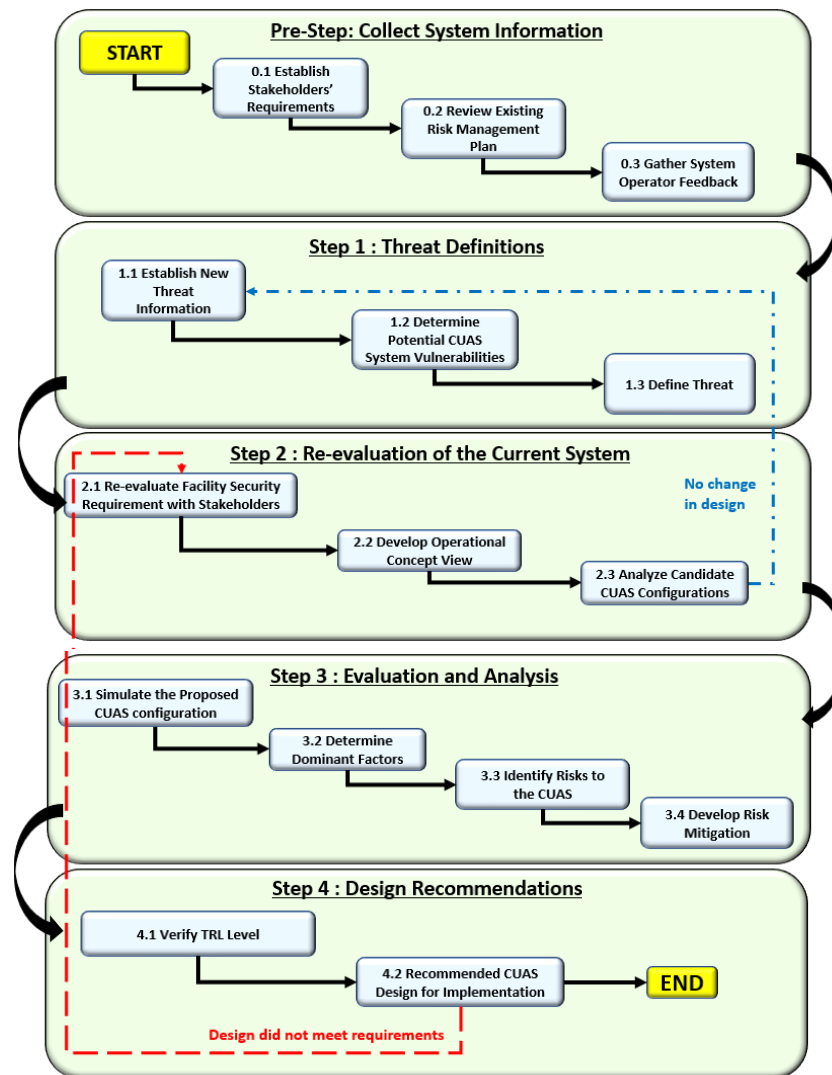 Pre-Step: Collect System Information
START
0.1 Establish
Stakeholders'
Requirements
0.2 Review Existing
Risk Management
Plan
0.3 Gather System
Operator Feedback
Step 1 : Threat Definitions
1.1 Establish New
Threat
Information
1.2 Determine
Potential CUAS
System Vulnerabilities
1.3 Define Threat
Step 2 : Re-evaluation of the Current System
2.1 Re-evaluate Facility Security
Requirement with Stakeholders
No change
in design
2.2 Develop Operational
Concept View
2.3 Analyze Candidate
CUAS Configurations
Step 3 : Evaluation and Analysis
3.1 Simulate the Proposed
CUAS configuration
3.2 Determine
Dominant Factors
3.3 Identify Risks to
the CUAS
3.4 Develop Risk
Mitigation
Step 4 : Design Recommendations
4.1 Verify TRL Level
4.2 Recommended CUAS
Design for Implementation
END
Design did not meet requirements